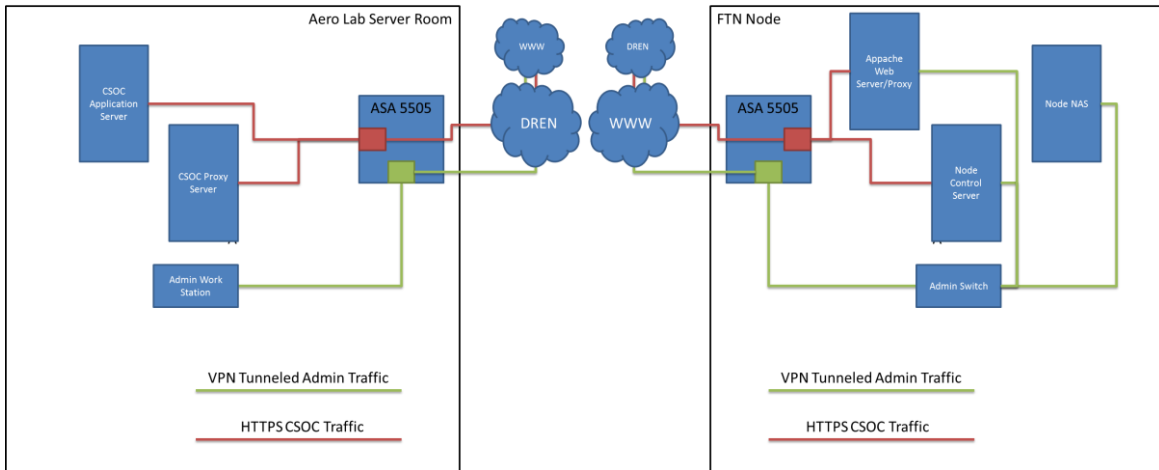 Aero Lab Server Room
FTN Node
WWW
DREN
CSOC
Application
Server
ASA 5505
DREN
WWW
ASA 5505
Appache
Web
Server/Proxy
Node NAS
CSOC Proxy
Server
Node
Control
Server
Admin Work
Station
Admin Switch
VPN Tunneled Admin Traffic
VPN Tunneled Admin Traffic
HTTPS CSOC Traffic
HTTPS CSOC Traffic